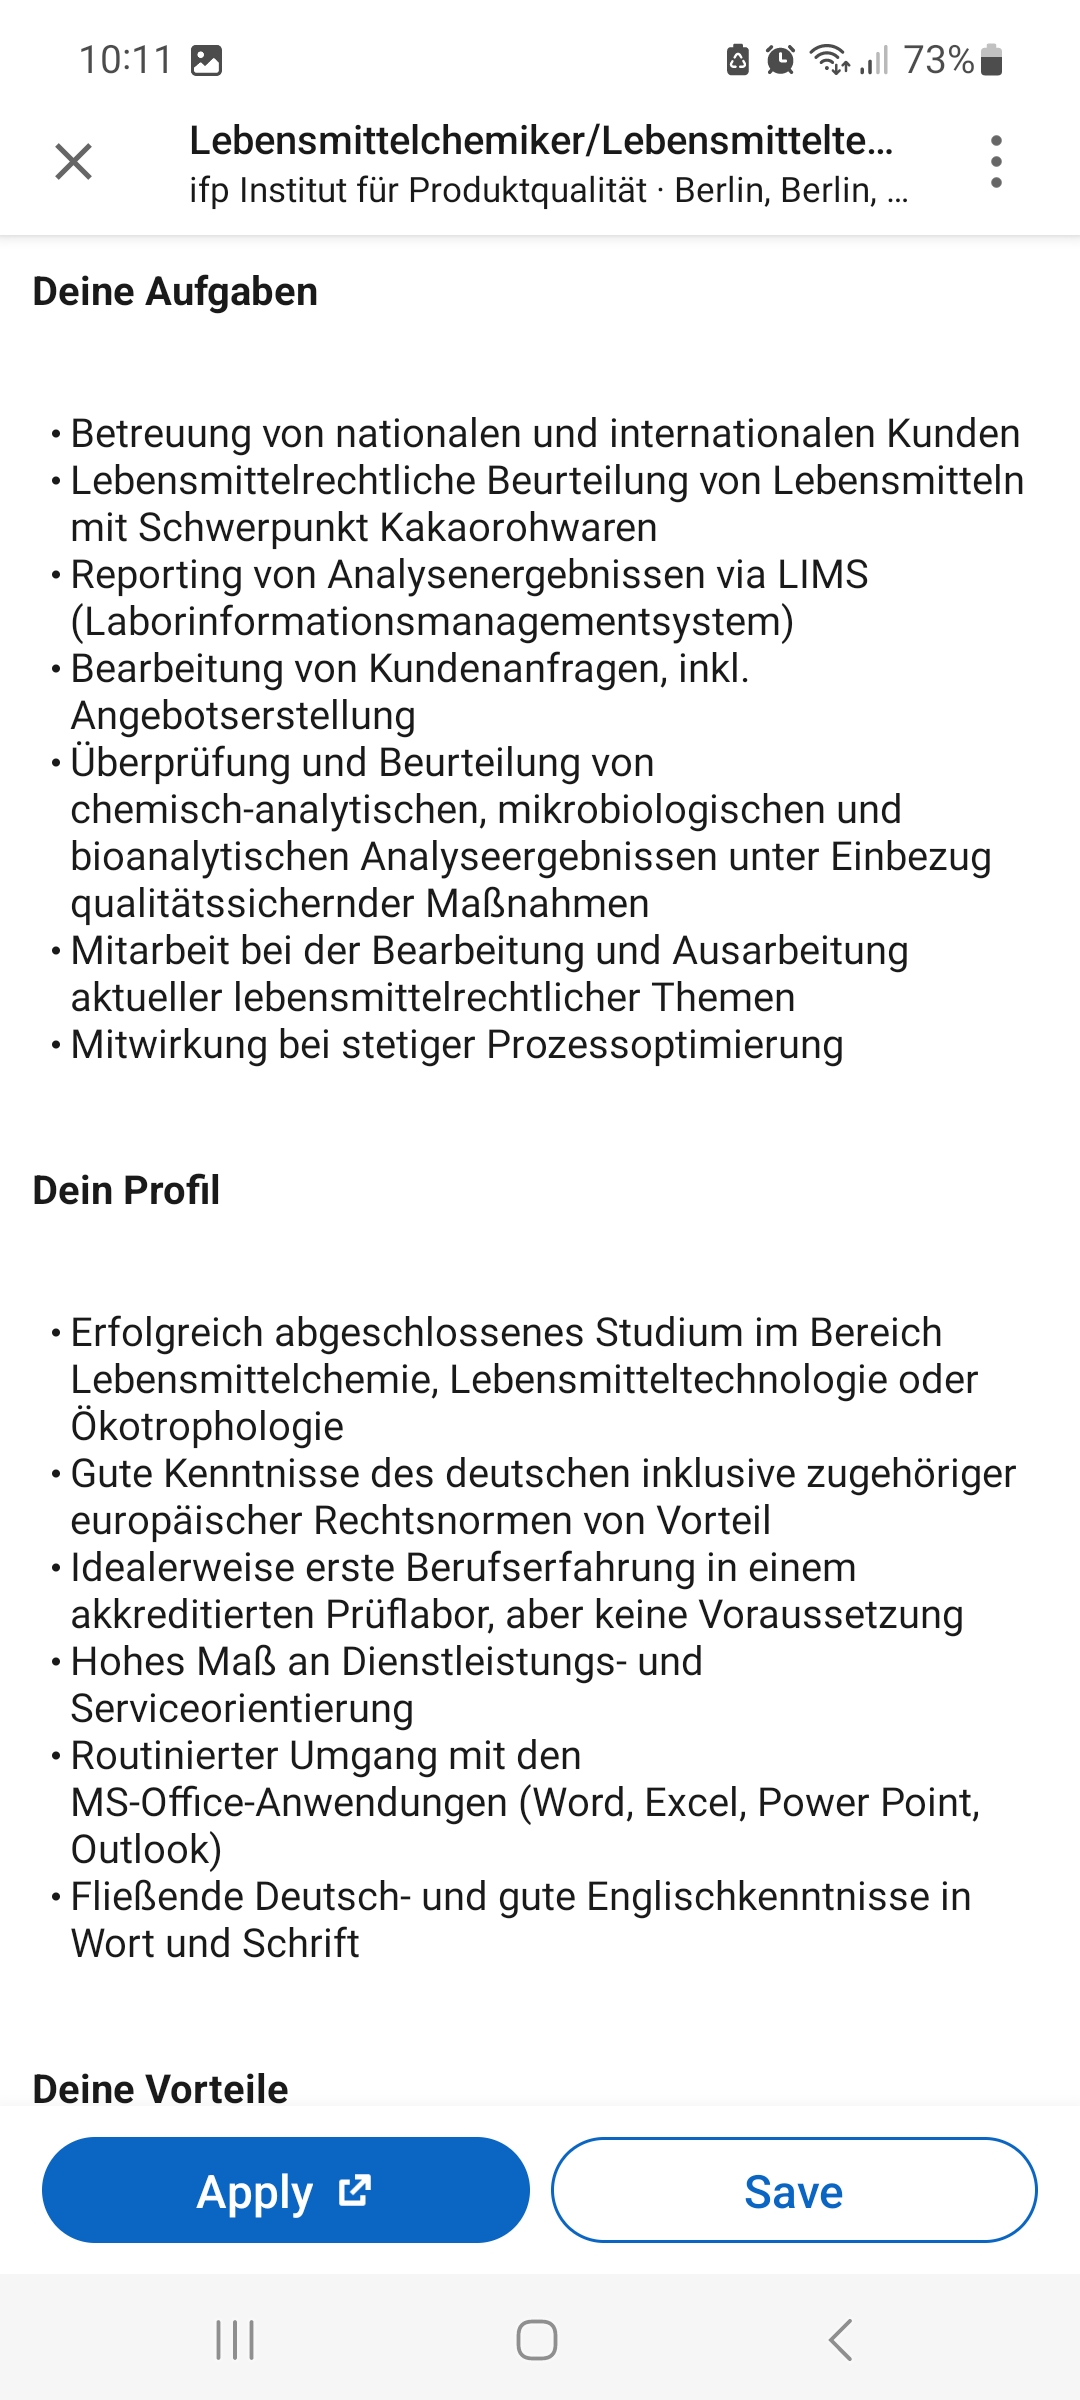 10:11
73%
Lebensmittelchemiker/Lebensmittelte...
ifp Institut für Produktqualität · Berlin, Berlin, ...
Deine Aufgaben
• Betreuung von nationalen und internationalen Kunden
• Lebensmittelrechtliche Beurteilung von Lebensmitteln
mit Schwerpunkt Kakaorohwaren
• Reporting von Analysenergebnissen via LIMS
(Laborinformationsmanagementsystem)
• Bearbeitung von Kundenanfragen, inkl.
Angebotserstellung
• Überprüfung und Beurteilung von
chemisch-analytischen, mikrobiologischen und
bioanalytischen Analyseergebnissen unter Einbezug
qualitätssichernder Maßnahmen
• Mitarbeit bei der Bearbeitung und Ausarbeitung
aktueller lebensmittelrechtlicher Themen
• Mitwirkung bei stetiger Prozessoptimierung
Dein Profil
• Erfolgreich abgeschlossenes Studium im Bereich
Lebensmittelchemie, Lebensmitteltechnologie oder
Ökotrophologie
• Gute Kenntnisse des deutschen inklusive zugehöriger
europäischer Rechtsnormen von Vorteil
• Idealerweise erste Berufserfahrung in einem
akkreditierten Prüflabor, aber keine Voraussetzung
• Hohes Maß an Dienstleistungs- und
Serviceorientierung
• Routinierter Umgang mit den
MS-Office-Anwendungen (Word, Excel, Power Point,
Outlook)
• Fließende Deutsch- und gute Englischkenntnisse in
Wort und Schrift
Deine Vorteile
Apply
Save